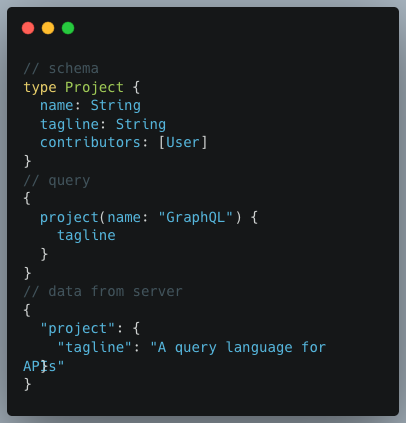 // schema
type Project {
  name: String
  tagline: String
  contributors: [User]
}
// query
{
  project(name: "GraphQL") {
    tagline
  }
}
// data from server
{
  "project": {
    "tagline": "A query language for
APIs"
  }
}